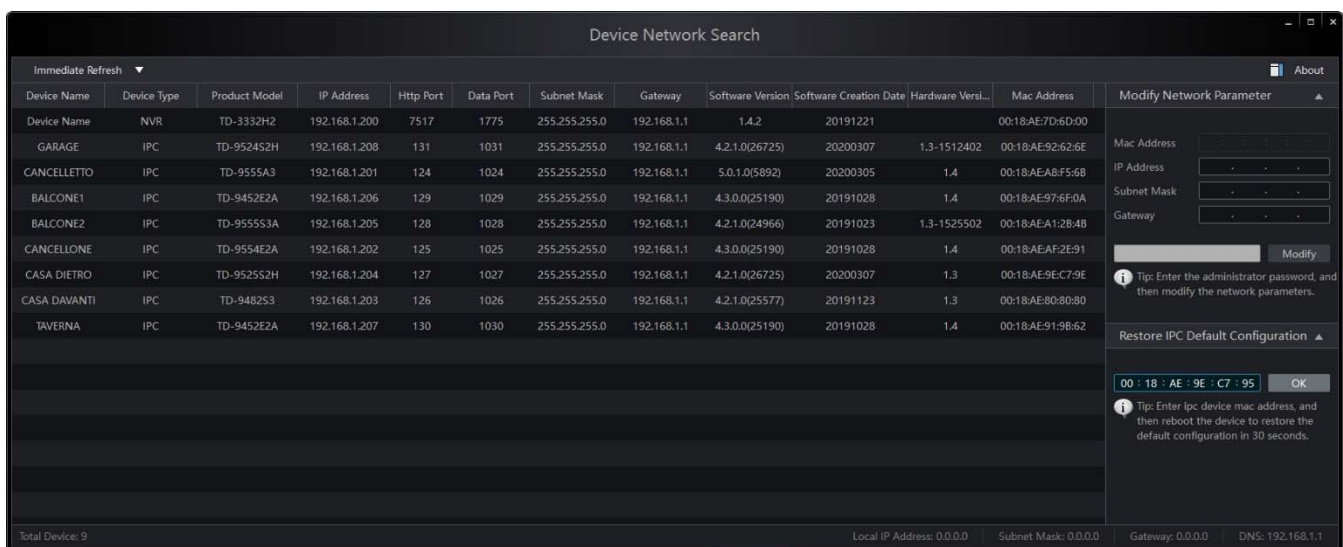 Device Network Search
Immediate Refresh ▼ About
Device Name Device Type Product Model IP Address Http Port Data Port Subnet Mask Gateway Software Version Software Creation Date Hardware Versi... Mac Address
Device Name NVR TD-3332H2 192.168.1.200 7517 1775 255.255.255.0 192.168.1.1 1.4.2 20191221 00:18:AE:7D:6D:00
GARAGE IPC TD-9524S2H 192.168.1.208 131 1031 255.255.255.0 192.168.1.1 4.2.1.0(26725) 20200307 1.3-1512402 00:18:AE:92:62:6E
CANCELLETTO IPC TD-9555A3 192.168.1.201 124 1024 255.255.255.0 192.168.1.1 5.0.1.0(5892) 20200305 1.4 00:18:AE:A8:F5:6B
BALCONE1 IPC TD-9452E2A 192.168.1.206 129 1029 255.255.255.0 192.168.1.1 4.3.0.0(25190) 20191028 1.4 00:18:AE:97:6F:0A
BALCONE2 IPC TD-9555S3A 192.168.1.205 128 1028 255.255.255.0 192.168.1.1 4.2.1.0(24966) 20191023 1.3-1525502 00:18:AE:A1:2B:4B
CANCELLONE IPC TD-9554E2A 192.168.1.202 125 1025 255.255.255.0 192.168.1.1 4.3.0.0(25190) 20191028 1.4 00:18:AE:AF:2E:91
CASA DIETRO IPC TD-9525S2H 192.168.1.204 127 1027 255.255.255.0 192.168.1.1 4.2.1.0(26725) 20200307 1.3 00:18:AE:9E:C7:9E
CASA DAVANTI IPC TD-9482S3 192.168.1.203 126 1026 255.255.255.0 192.168.1.1 4.2.1.0(25577) 20191123 1.3 00:18:AE:80:80:80
TAVERNA IPC TD-9452E2A 192.168.1.207 130 1030 255.255.255.0 192.168.1.1 4.3.0.0(25190) 20191028 1.4 00:18:AE:91:9B:62
Modify Network Parameter
Mac Address
IP Address
Subnet Mask
Gateway
Modify
Tip: Enter the administrator password, and
then modify the network parameters.
Restore IPC Default Configuration
00 : 18 : AE : 9E : C7 : 95 OK
Tip: Enter ipc device mac address, and
then reboot the device to restore the
default configuration in 30 seconds.
Total Device: 9 Local IP Address: 0.0.0.0 Subnet Mask: 0.0.0.0 Gateway: 0.0.0.0 DNS: 192.168.1.1